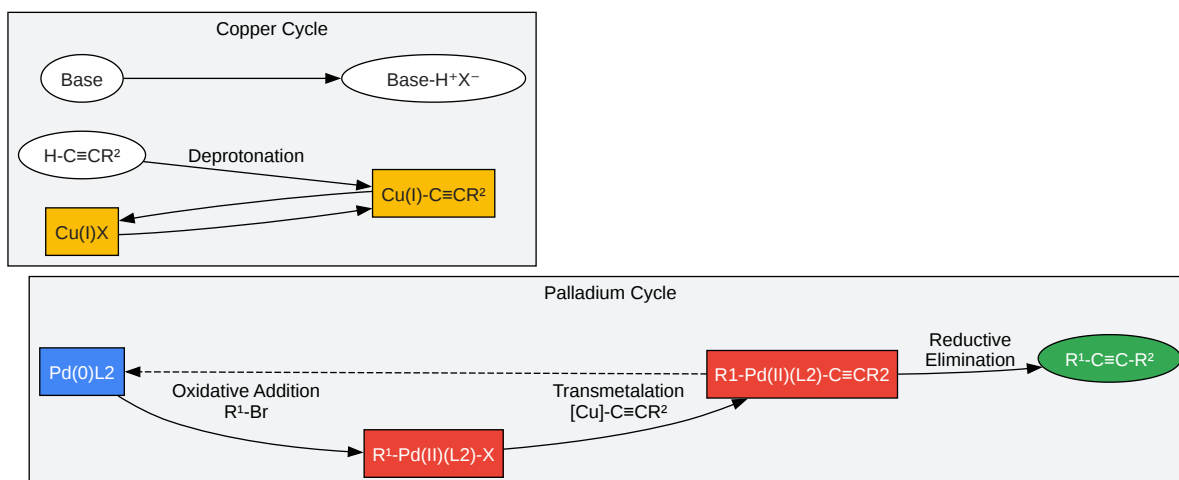 Copper Cycle
Base
Base-H⁺X⁻
H-C≡CR²
Deprotonation
Cu(I)-C≡CR²
Cu(I)X
Palladium Cycle
Pd(0)L2
Oxidative Addition
R¹-Br
R¹-Pd(II)(L2)-X
Transmetalation
[Cu]-C≡CR²
R1-Pd(II)(L2)-C≡CR2
Reductive
Elimination
R¹-C≡C-R²